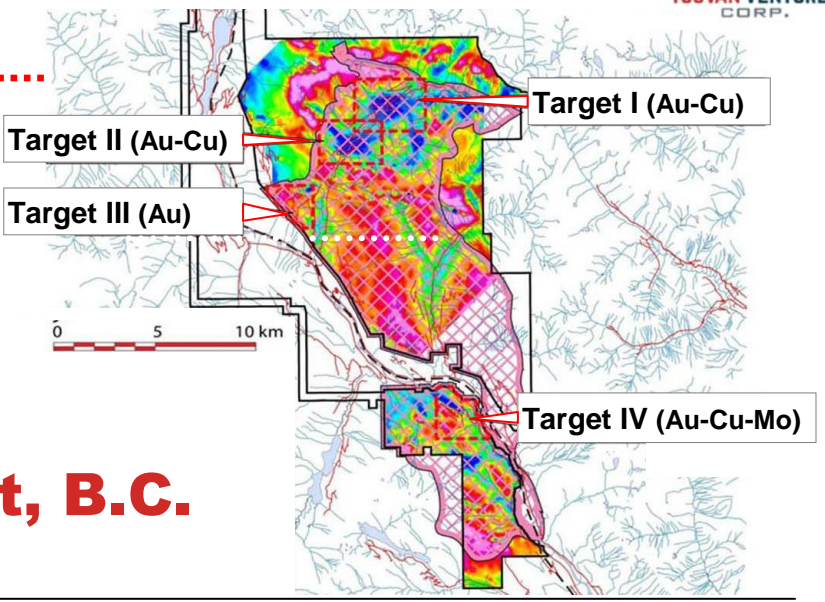 CORP.
Target I (Au-Cu)
Target II (Au-Cu)
Target III (Au)
0 5 10 km
Target IV (Au-Cu-Mo)
t, B.C.